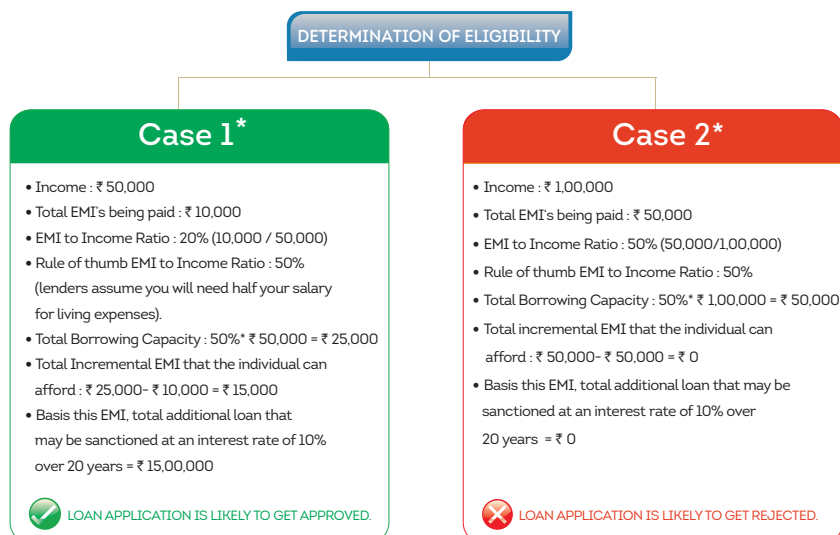 DETERMINATION OF ELIGIBILITY
Case 1*
• Income : ₹ 50,000
• Total EMI's being paid : ₹ 10,000
• EMI to Income Ratio : 20% (10,000 / 50,000)
• Rule of thumb EMI to Income Ratio : 50%
(lenders assume you will need half your salary
for living expenses).
• Total Borrowing Capacity : 50%* ₹ 50,000 = ₹ 25,000
• Total Incremental EMI that the individual can
afford : ₹ 25,000- ₹ 10,000 = ₹ 15,000
• Basis this EMI, total additional loan that
may be sanctioned at an interest rate of 10%
over 20 years = ₹ 15,00,000
LOAN APPLICATION IS LIKELY TO GET APPROVED.
Case 2*
• Income : ₹ 1,00,000
• Total EMI's being paid : ₹ 50,000
• EMI to Income Ratio : 50% (50,000/1,00,000)
• Rule of thumb EMI to Income Ratio : 50%
• Total Borrowing Capacity : 50%* ₹ 1,00,000 = ₹ 50,000
• Total incremental EMI that the individual can
afford : ₹ 50,000- ₹ 50,000 = ₹ 0
• Basis this EMI, total additional loan that may be
sanctioned at an interest rate of 10% over
20 years = ₹ 0
LOAN APPLICATION IS LIKELY TO GET REJECTED.